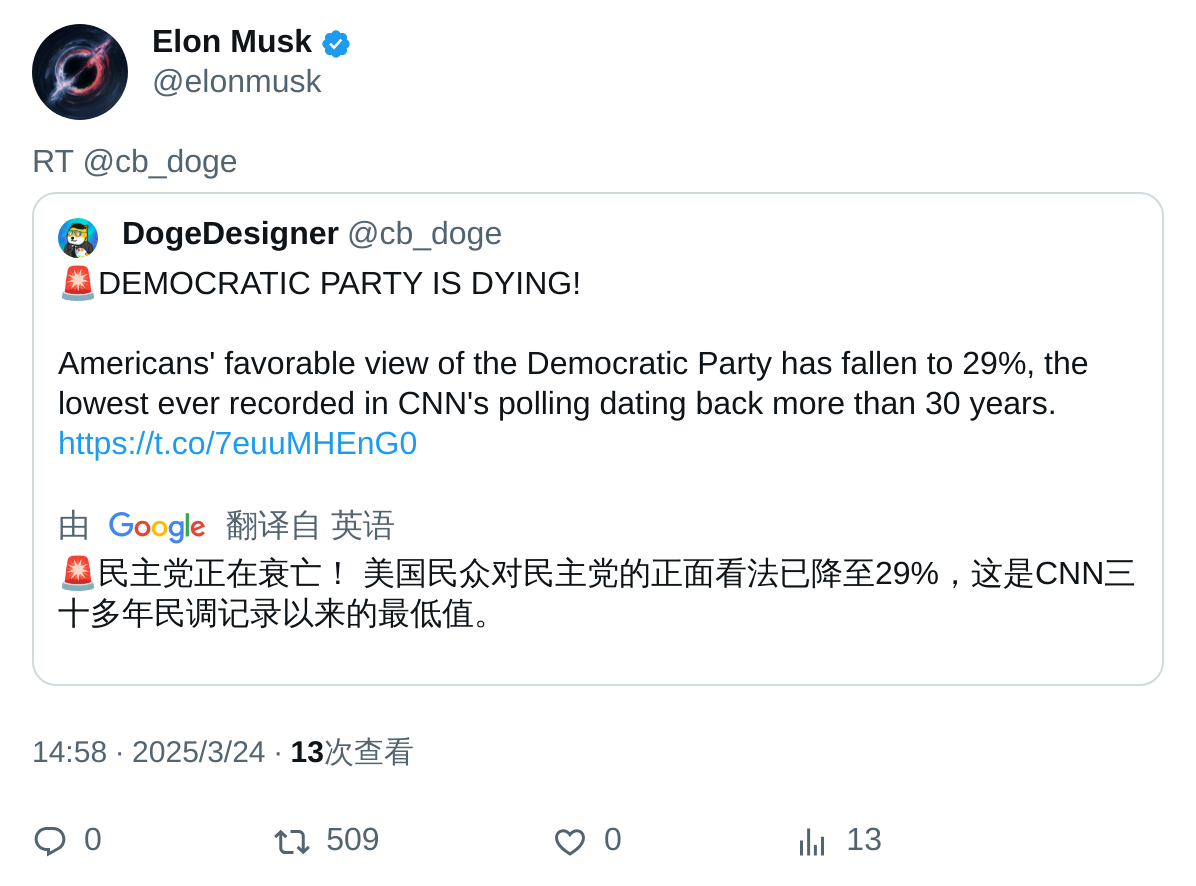 Elon Musk
@elonmusk
RT @cb_doge
DogeDesigner @cb_doge
🚨DEMOCRATIC PARTY IS DYING!
Americans' favorable view of the Democratic Party has fallen to 29%, the
lowest ever recorded in CNN's polling dating back more than 30 years.
https://t.co/7euuMHEnG0
由 Google 翻译自 英语
🚨民主党正在衰亡！ 美国民众对民主党的正面看法已降至29%，这是CNN三
十多年民调记录以来的最低值。
14:58 · 2025/3/24 · 13次查看
0 509 0 13